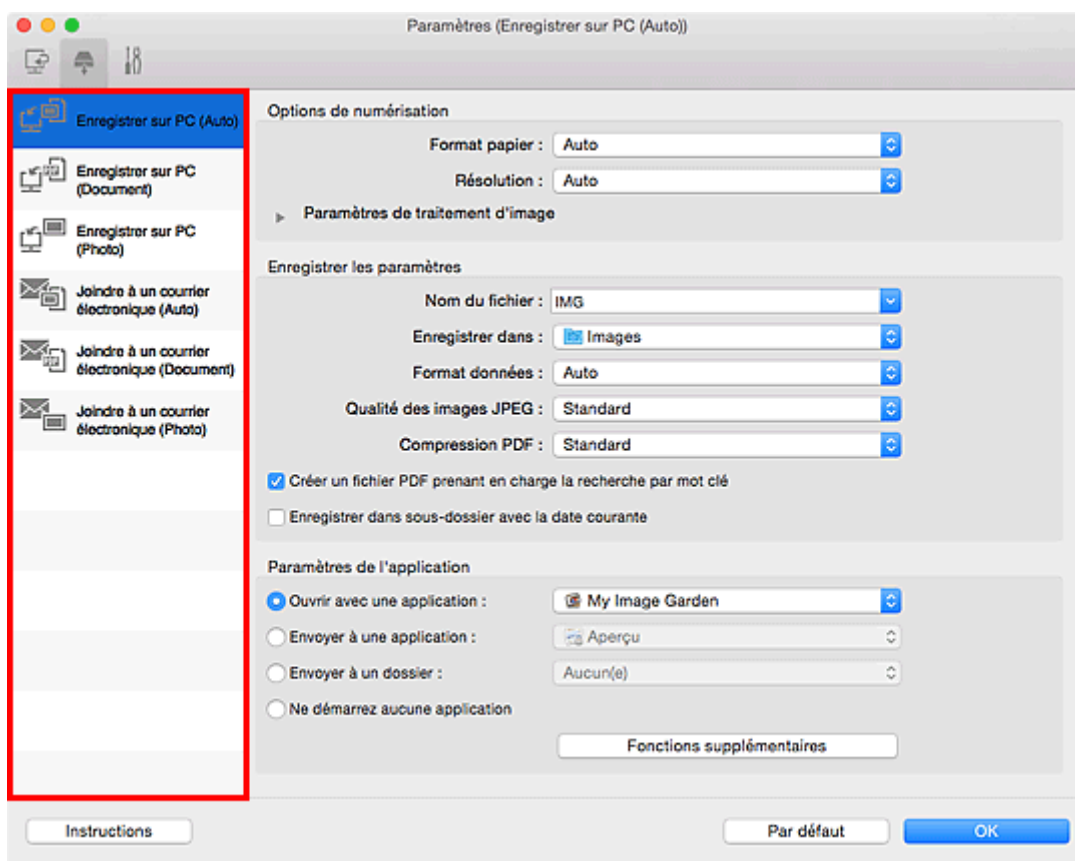 Paramètres (Enregistrer sur PC (Auto))
Enregistrer sur PC (Auto)
Enregistrer sur PC
(Document)
Enregistrer sur PC
(Photo)
Joindre à un courrier
électronique (Auto)
Joindre à un courrier
électronique (Document)
Joindre à un courrier
électronique (Photo)
Options de numérisation
Format papier : Auto
Résolution : Auto
Paramètres de traitement d'image
Enregistrer les paramètres
Nom du fichier : IMG
Enregistrer dans : Images
Format données : Auto
Qualité des images JPEG : Standard
Compression PDF : Standard
Créer un fichier PDF prenant en charge la recherche par mot clé
Enregistrer dans sous-dossier avec la date courante
Paramètres de l'application
Ouvrir avec une application : My Image Garden
Envoyer à une application : Aperçu
Envoyer à un dossier : Aucun(e)
Ne démarrez aucune application
Fonctions supplémentaires
Instructions Par défaut OK